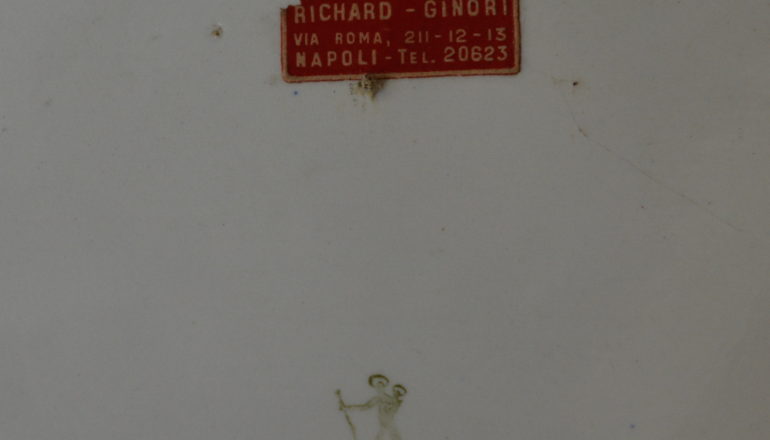 RICHARD - GINORI
VIA ROMA, 211-12-13
NAPOLI - TEL. 20623